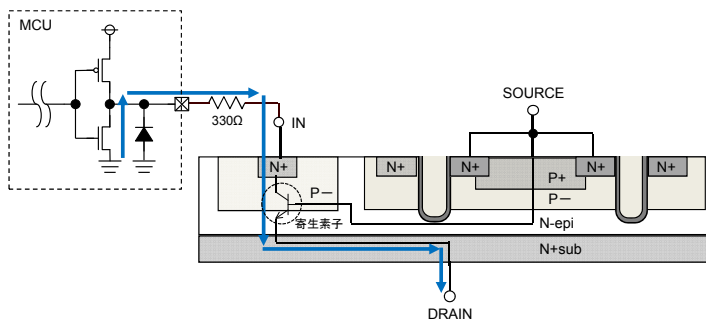 MCU
330Ω
IN
SOURCE
N+
N+
N+
N+
N+
P+
P－
P－
寄生素子
N-epi
N+sub
DRAIN